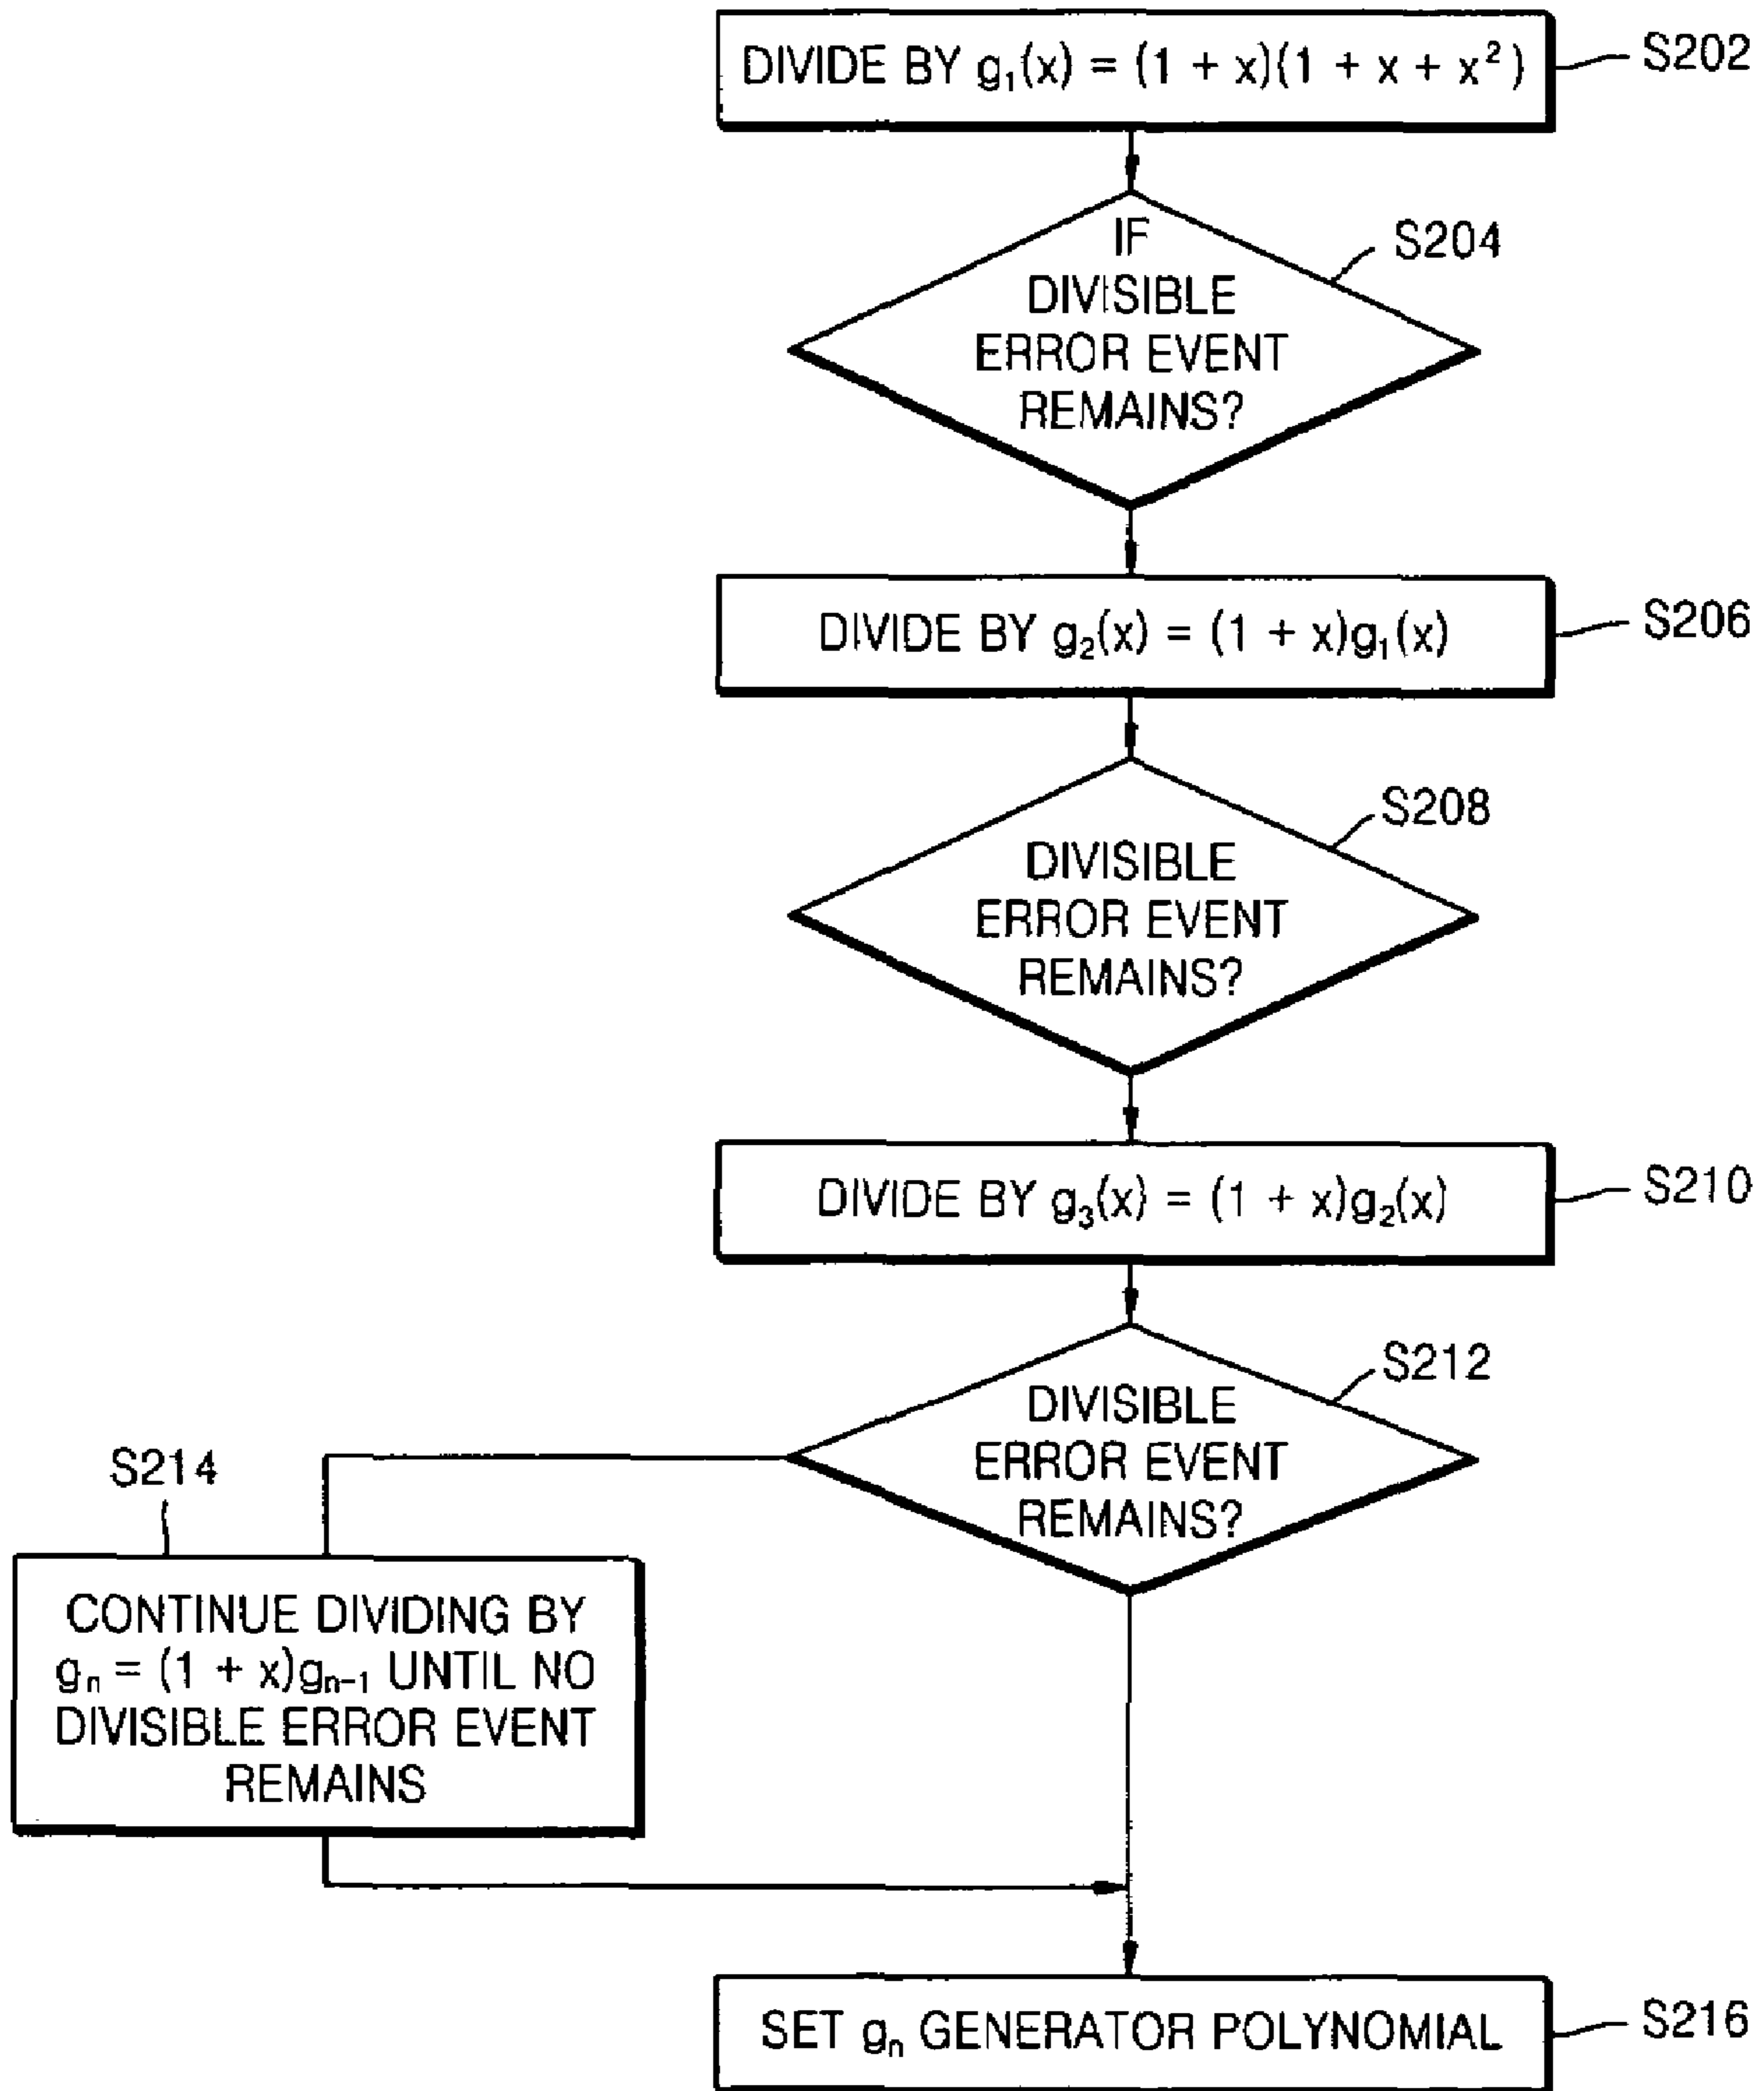 DIVIDE BY g₁(x) = (1 + x)(1 + x + x²)
S202
IF
DIVISIBLE
ERROR EVENT
REMAINS?
S204
DIVIDE BY g₂(x) = (1 + x)g₁(x)
S206
DIVISIBLE
ERROR EVENT
REMAINS?
S208
DIVIDE BY g₃(x) = (1 + x)g₂(x)
S210
DIVISIBLE
ERROR EVENT
REMAINS?
S212
S214
CONTINUE DIVIDING BY
gₙ = (1 + x)gₙ₋₁ UNTIL NO
DIVISIBLE ERROR EVENT
REMAINS
SET gₙ GENERATOR POLYNOMIAL
S216